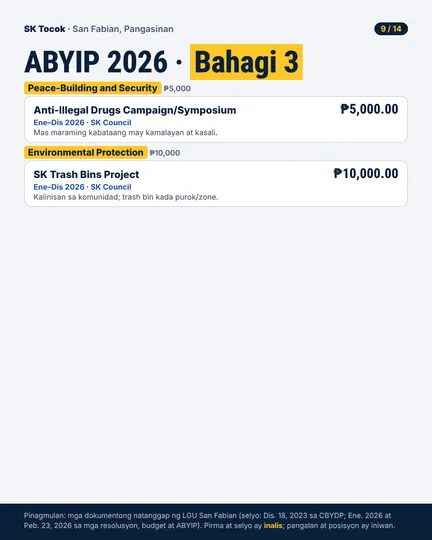 SK Tocok · San Fabian, Pangasinan
9 / 14
ABYIP 2026 · Bahagi 3
Peace-Building and Security ₱5,000
Anti-Illegal Drugs Campaign/Symposium ₱5,000.00
Ene–Dis 2026 · SK Council
Mas maraming kabataang may kamalayan at kasali.
Environmental Protection ₱10,000
SK Trash Bins Project ₱10,000.00
Ene–Dis 2026 · SK Council
Kalinisan sa komunidad; trash bin kada purok/zone.
Pinagmulan: mga dokumentong natanggap ng LGU San Fabian (selyo: Dis. 18, 2023 sa CBYDP; Ene. 2026 at
Peb. 23, 2026 sa mga resolusyon, budget at ABYIP). Pirma at selyo ay inalis; pangalan at posisyon ay iniwan.